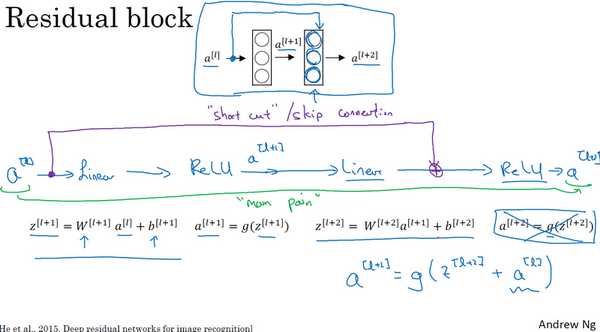 Residual block
a^[l] a^[l+1] a^[l+2]
"short cut" / skip connection
a^[l] → Linear → ReLU a^[l+1] → Linear → ReLU → a^[l+2]
"main path"
z^[l+1] = W^[l+1] a^[l] + b^[l+1] a^[l+1] = g(z^[l+1]) z^[l+2] = W^[l+2] a^[l+1] + b^[l+2] a^[l+2] = g(z^[l+2])
a^[l+2] = g(z^[l+2] + a^[l])
He et al., 2015. Deep residual networks for image recognition] Andrew Ng